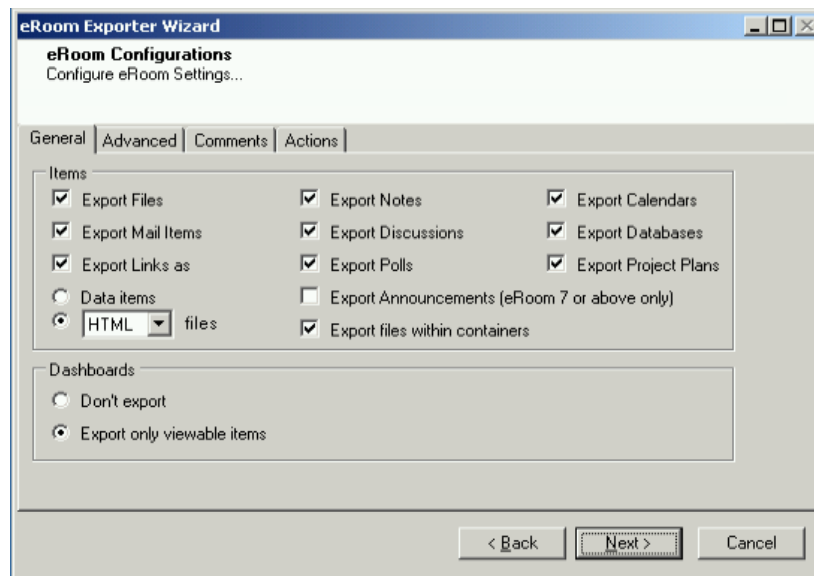 eRoom Exporter Wizard
eRoom Configurations
Configure eRoom Settings...
General Advanced Comments Actions
Items
Export Files Export Notes Export Calendars
Export Mail Items Export Discussions Export Databases
Export Links as Export Polls Export Project Plans
Data items Export Announcements (eRoom 7 or above only)
HTML files Export files within containers
Dashboards
Don't export
Export only viewable items
< Back Next > Cancel